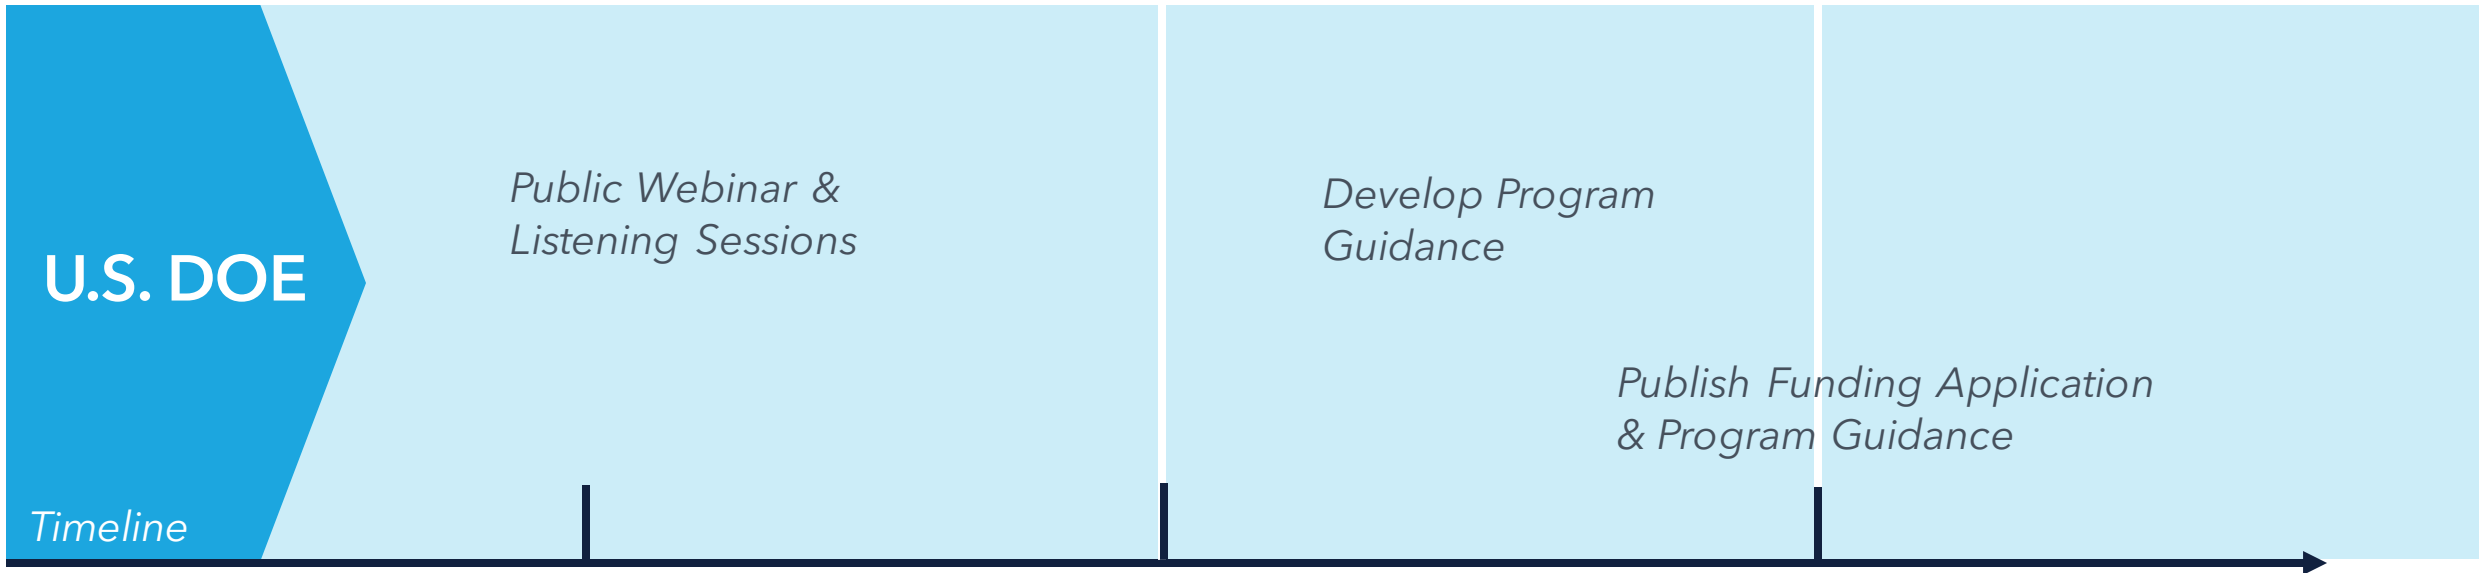 Public Webinar &
Listening Sessions
Develop Program
Guidance
U.S. DOE
Publish Funding Application
& Program Guidance
Timeline